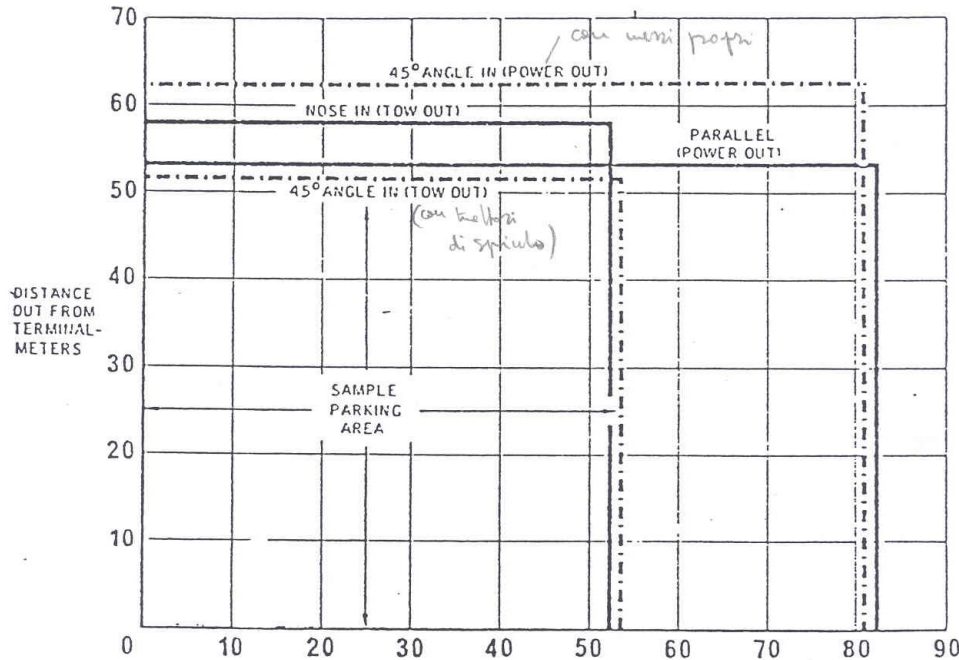 70
con mezzi propri
45° ANGLE IN (POWER OUT)
60
NOSE IN (TOW OUT)
PARALLEL
(POWER OUT)
50
45° ANGLE IN (TOW OUT)
(con trattori
di spinta)
40
DISTANCE
OUT FROM
TERMINAL-
METERS
30
SAMPLE
PARKING
AREA
20
10
0 10 20 30 40 50 60 70 80 90